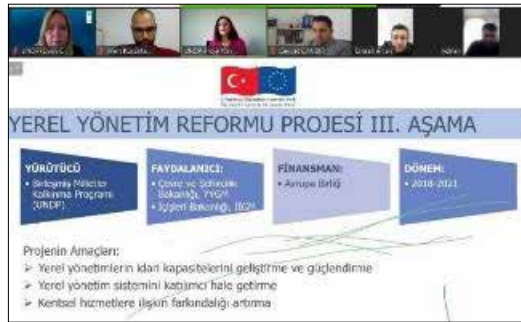 YEREL YÖNETİM REFORMU PROJESİ III. AŞAMA
YÜRÜTÜCÜ
• Birleşmiş Milletler
Kalkınma Programı
(UNDP)
FAYDALANICI:
• Çevre ve Şehircilik
Bakanlığı, YYGM
• İçişleri Bakanlığı, İİGM
FİNANSMAN:
• Avrupa Birliği
DÖNEM:
• 2018-2021
Projenin Amaçları:
➢ Yerel yönetimlerin idari kapasitelerini geliştirme ve güçlendirme
➢ Yerel yönetim sistemini katılımcı hale getirme
➢ Kentsel hizmetlere ilişkin farkındalığı artırma